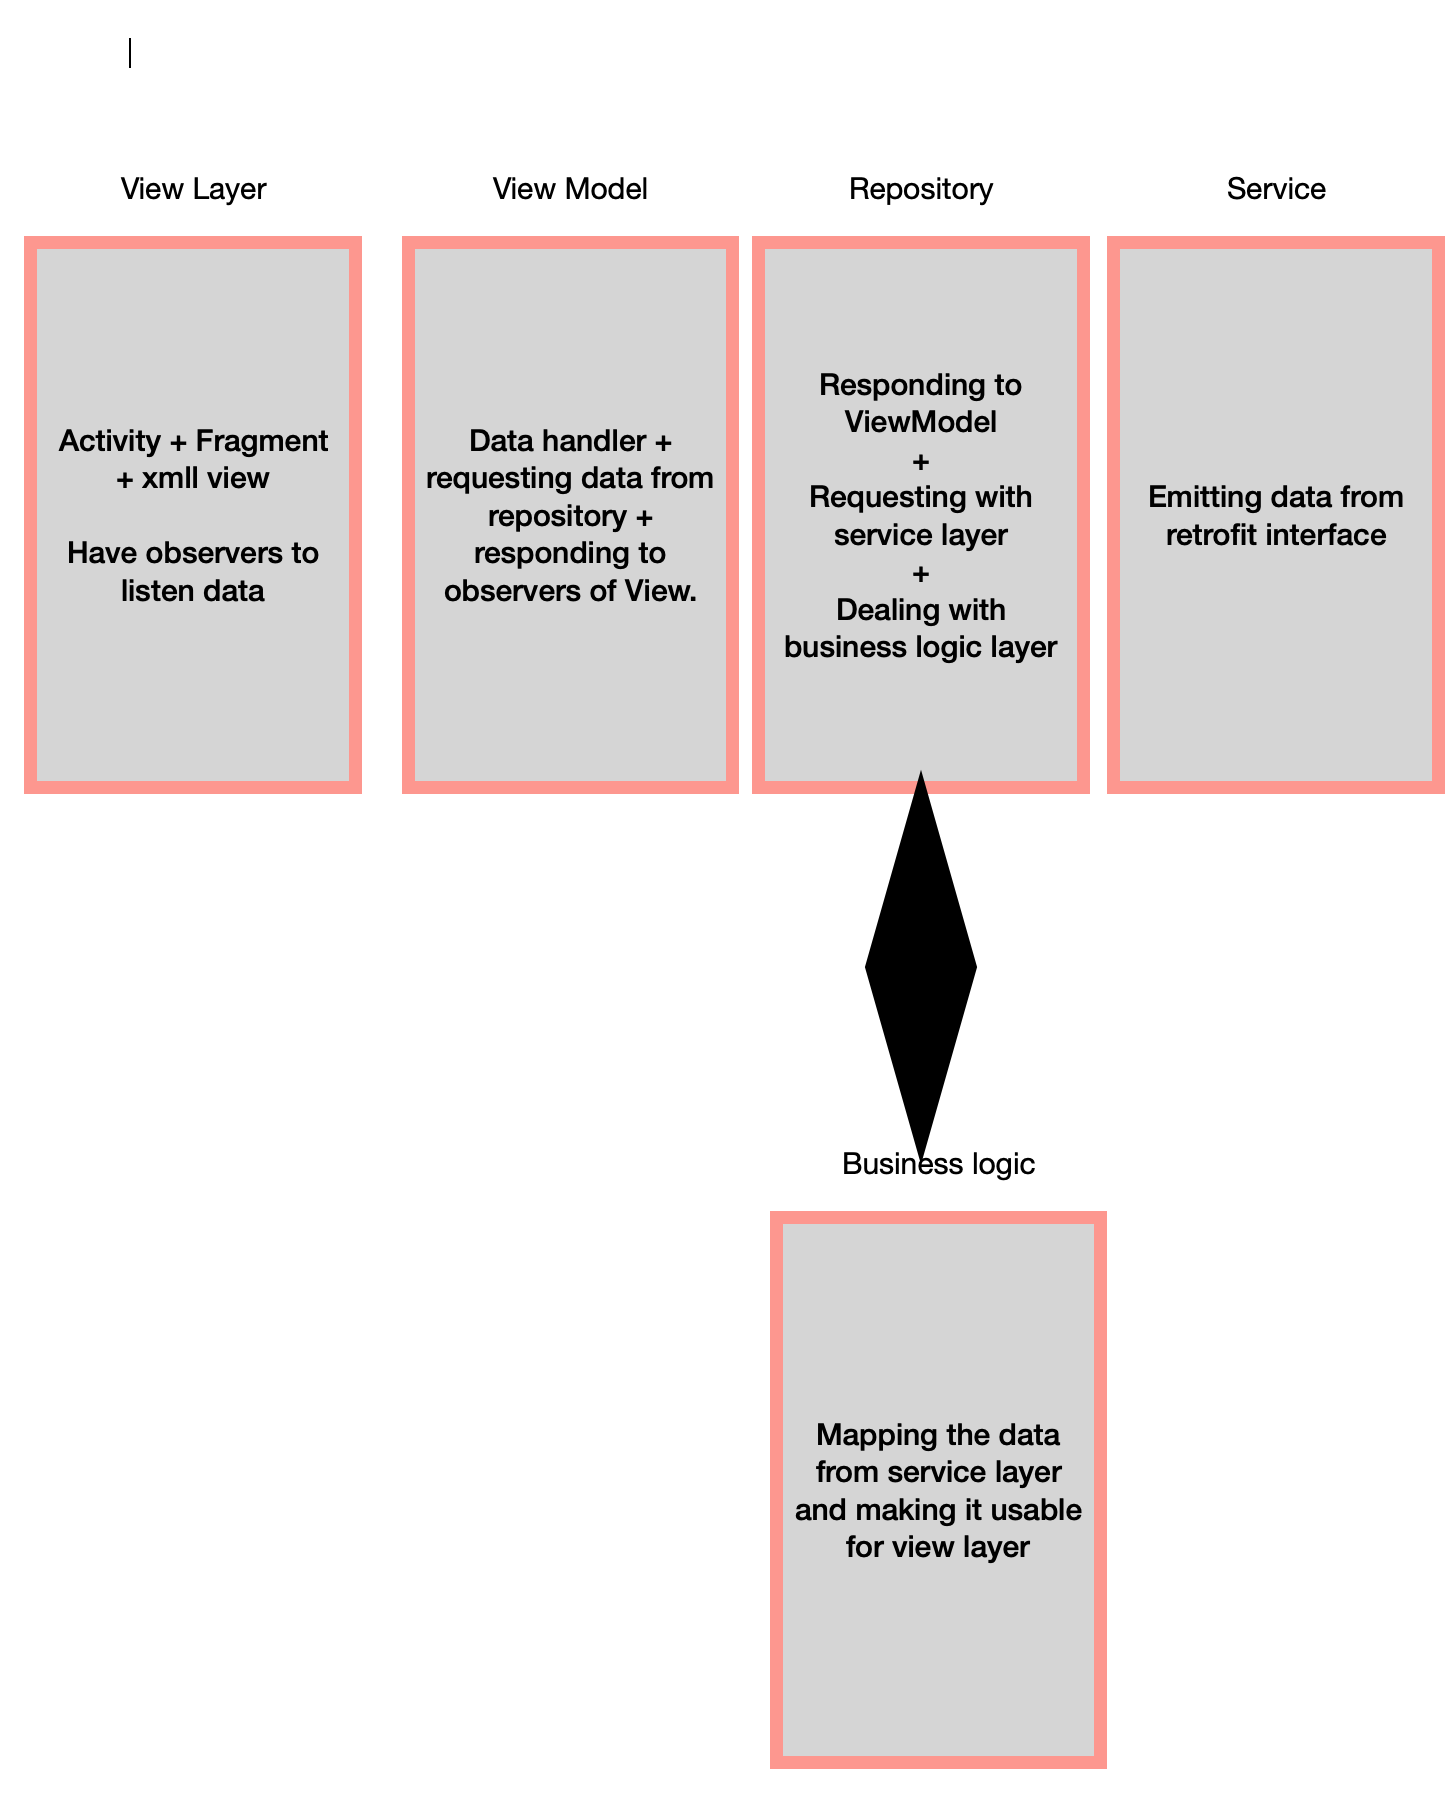 View Layer
View Model
Repository
Service
Activity + Fragment
+ xmll view
Have observers to
listen data
Data handler +
requesting data from
repository +
responding to
observers of View.
Responding to
ViewModel
+
Requesting with
service layer
+
Dealing with
business logic layer
Emitting data from
retrofit interface
Business logic
Mapping the data
from service layer
and making it usable
for view layer